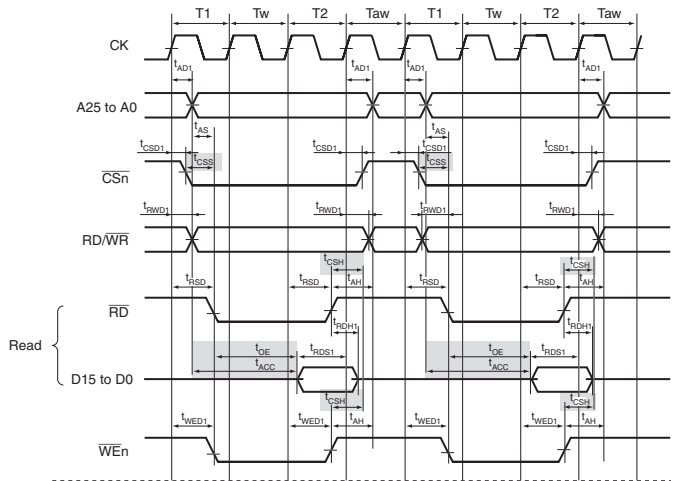 T1 Tw T2 Taw T1 Tw T2 Taw
CK
tAD1 tAD1 tAD1 tAD1
A25 to A0
tAS tAS
tCSD1 tCSD1 tCSD1 tCSD1
tCSS tCSS
CSn
tRWD1 tRWD1 tRWD1 tRWD1
RD/WR
tCSH tCSH
tRSD tRSD tAH tRSD tRSD tAH
RD
tRDH1 tRDH1
Read
tOE tRDS1 tOE tRDS1
tACC tACC
D15 to D0
tCSH tCSH
tWED1 tWED1 tAH tWED1 tWED1 tAH
WEn